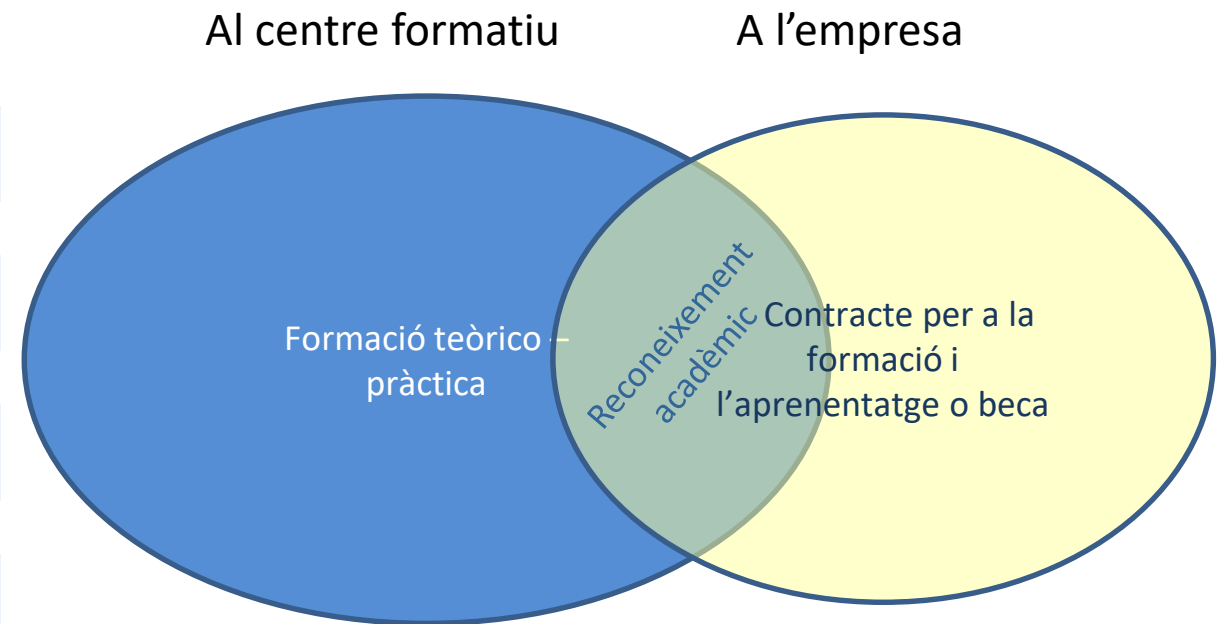 Al centre formatiu
A l’empresa
Formació teòrico –
pràctica
Reconeixement
acadèmic
Contracte per a la
formació i
l’aprenentatge o beca